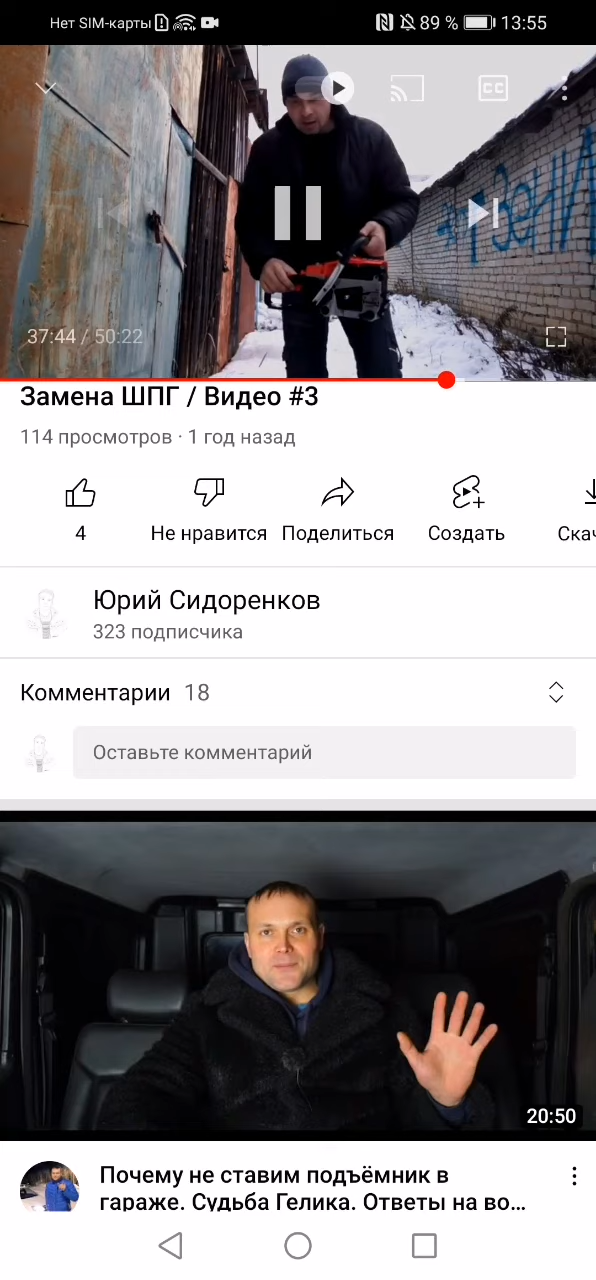 Нет SIM-карты 89 % 13:55
CC
37:44 / 50:22
Замена ШПГ / Видео #3
114 просмотров · 1 год назад
4 Не нравится Поделиться Создать Скач
Юрий Сидоренков
323 подписчика
Комментарии 18
Оставьте комментарий
20:50
Почему не ставим подъёмник в
гараже. Судьба Гелика. Ответы на во...